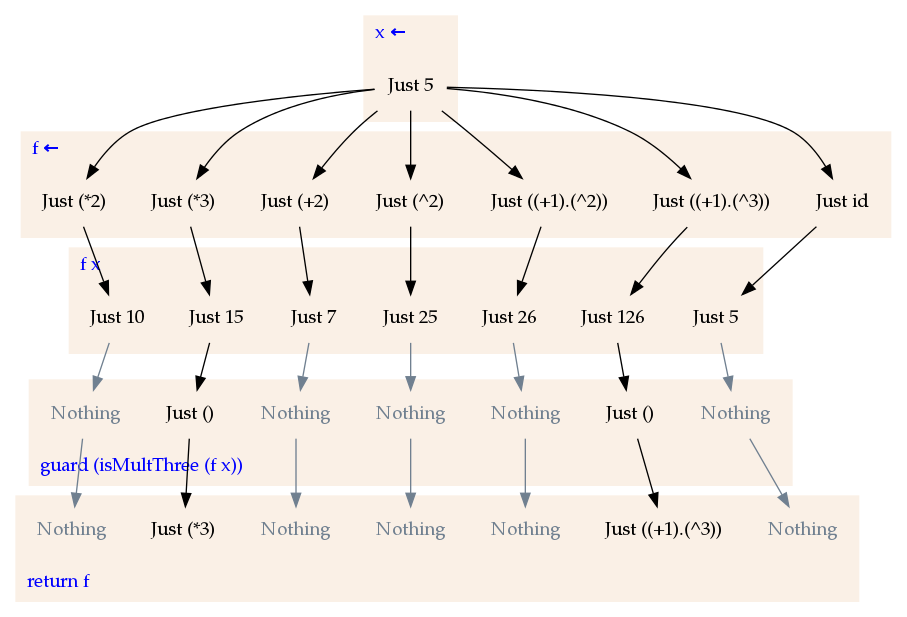 x ←
Just 5
f ←
Just (*2) Just (*3) Just (+2) Just (^2) Just ((+1).(^2)) Just ((+1).(^3)) Just id
f x
Just 10 Just 15 Just 7 Just 25 Just 26 Just 126 Just 5
Nothing Just () Nothing Nothing Nothing Just () Nothing
guard (isMultThree (f x))
Nothing Just (*3) Nothing Nothing Nothing Just ((+1).(^3)) Nothing
return f